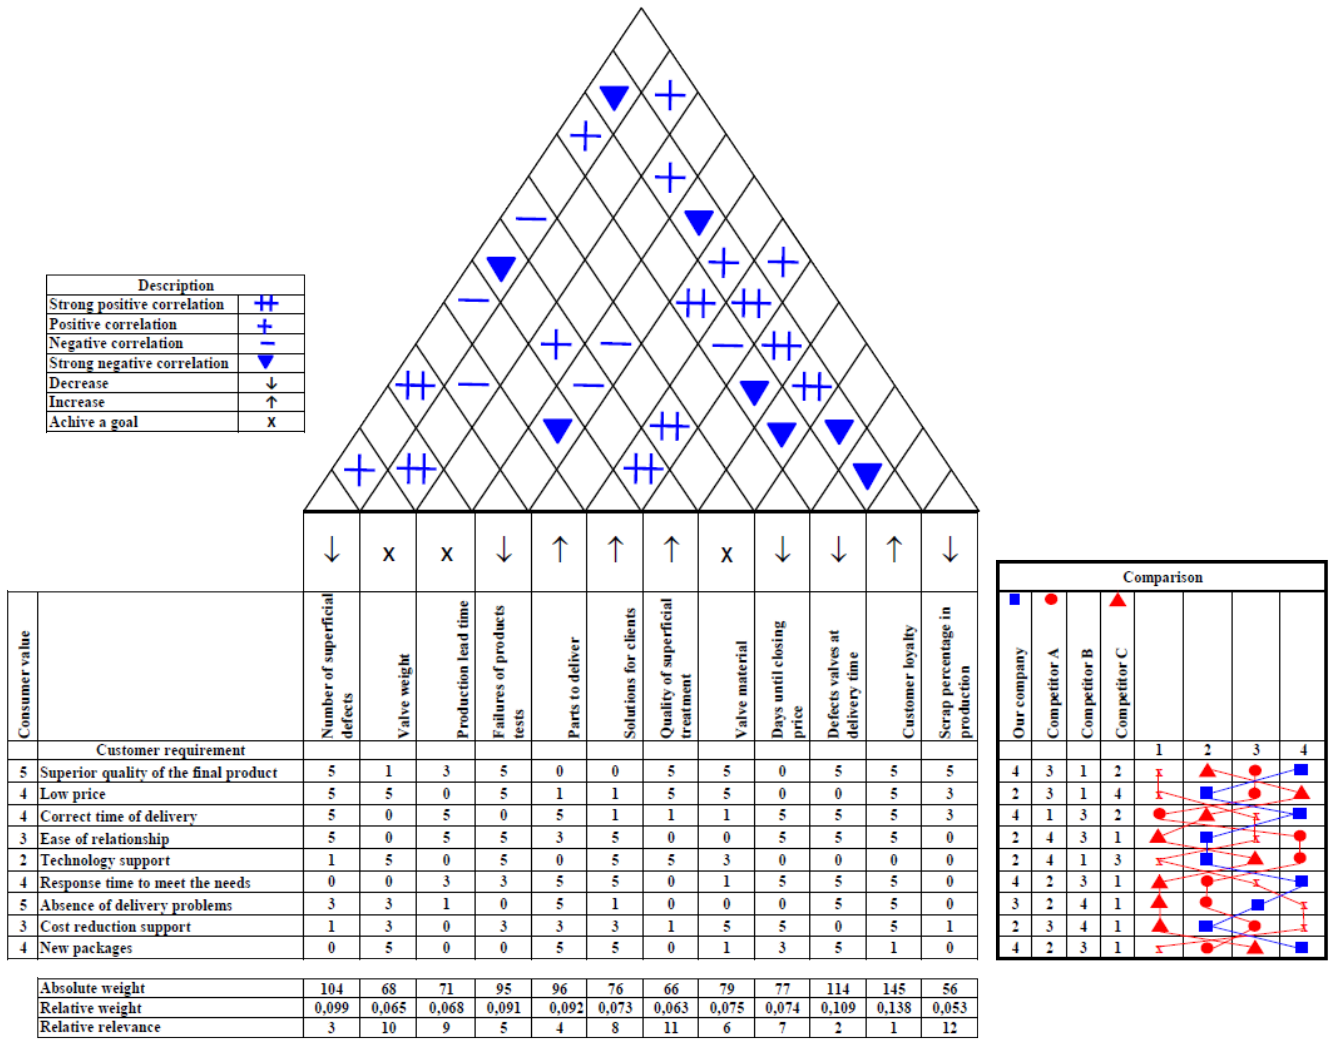 Description
Strong positive correlation
Positive correlation
Negative correlation
Strong negative correlation
Decrease ↓
Increase ↑
Achive a goal x
↓ x x ↓ ↑ ↑ ↑ x ↓ ↓ ↑ ↓
Comparison
Consumer value
Number of superficial defects
Valve weight
Production lead time
Failures of products tests
Parts to deliver
Solutions for clients
Quality of superficial treatment
Valve material
Days until closing price
Defects valves at delivery time
Customer loyalty
Scrap percentage in production
Our company
Competitor A
Competitor B
Competitor C
Customer requirement 1 2 3 4
5 Superior quality of the final product 5 1 3 5 0 0 5 5 0 5 5 5 4 3 1 2
4 Low price 5 5 0 5 1 1 5 5 0 0 5 3 2 3 1 4
4 Correct time of delivery 5 0 5 0 5 1 1 1 5 5 5 3 4 1 3 2
3 Ease of relationship 5 0 5 5 3 5 0 0 5 5 5 0 2 4 3 1
2 Technology support 1 5 0 5 0 5 5 3 0 0 0 0 2 4 1 3
4 Response time to meet the needs 0 0 3 3 5 5 0 1 5 5 5 0 4 2 3 1
5 Absence of delivery problems 3 3 1 0 5 1 0 0 0 5 5 0 3 2 4 1
3 Cost reduction support 1 3 0 3 3 3 1 5 5 0 5 1 2 3 4 1
4 New packages 0 5 0 0 5 5 0 1 3 5 1 0 4 2 3 1
Absolute weight 104 68 71 95 96 76 66 79 77 114 145 56
Relative weight 0,099 0,065 0,068 0,091 0,092 0,073 0,063 0,075 0,074 0,109 0,138 0,053
Relative relevance 3 10 9 5 4 8 11 6 7 2 1 12